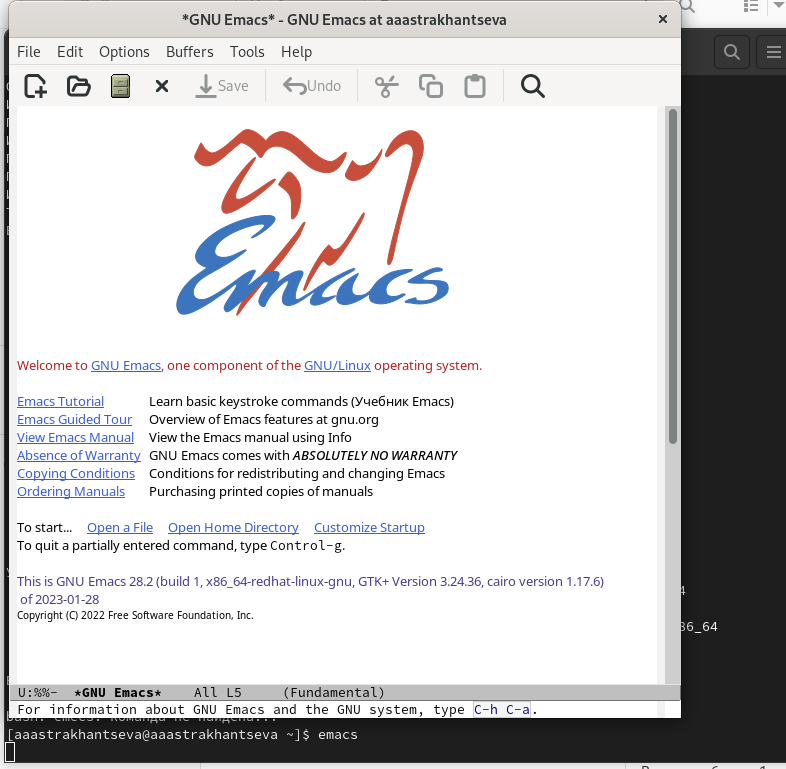 *GNU Emacs* - GNU Emacs at aaastrakhantseva
File Edit Options Buffers Tools Help
Save Undo
Emacs
Welcome to GNU Emacs, one component of the GNU/Linux operating system.
Emacs Tutorial Learn basic keystroke commands (Учебник Emacs)
Emacs Guided Tour Overview of Emacs features at gnu.org
View Emacs Manual View the Emacs manual using Info
Absence of Warranty GNU Emacs comes with ABSOLUTELY NO WARRANTY
Copying Conditions Conditions for redistributing and changing Emacs
Ordering Manuals Purchasing printed copies of manuals
To start... Open a File Open Home Directory Customize Startup
To quit a partially entered command, type Control-g.
This is GNU Emacs 28.2 (build 1, x86_64-redhat-linux-gnu, GTK+ Version 3.24.36, cairo version 1.17.6)
of 2023-01-28
Copyright (C) 2022 Free Software Foundation, Inc.
86_64
U:%%- *GNU Emacs* All L5 (Fundamental)
For information about GNU Emacs and the GNU system, type C-h C-a.
[aaastrakhantseva@aaastrakhantseva ~]$ emacs